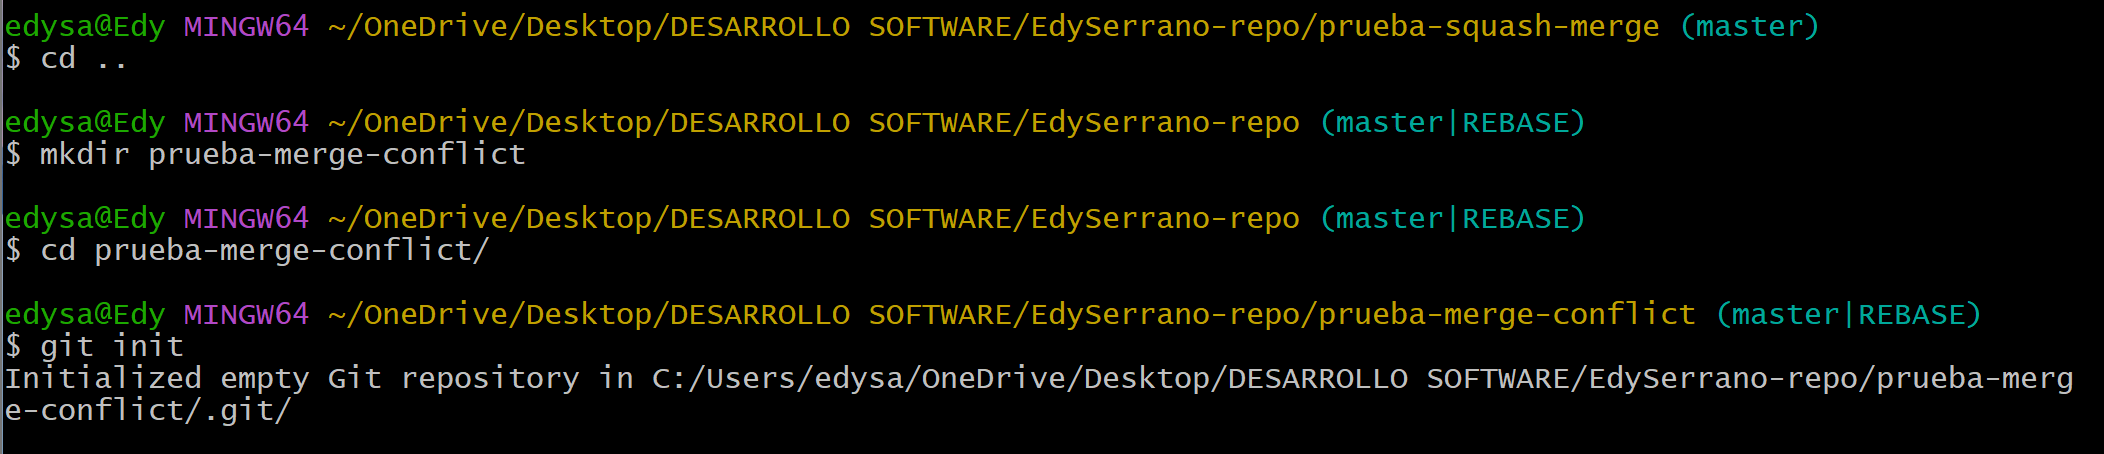 edysa@Edy MINGW64 ~/OneDrive/Desktop/DESARROLLO SOFTWARE/EdySerrano-repo/prueba-squash-merge (master)
$ cd ..
edysa@Edy MINGW64 ~/OneDrive/Desktop/DESARROLLO SOFTWARE/EdySerrano-repo (master|REBASE)
$ mkdir prueba-merge-conflict
edysa@Edy MINGW64 ~/OneDrive/Desktop/DESARROLLO SOFTWARE/EdySerrano-repo (master|REBASE)
$ cd prueba-merge-conflict/
edysa@Edy MINGW64 ~/OneDrive/Desktop/DESARROLLO SOFTWARE/EdySerrano-repo/prueba-merge-conflict (master|REBASE)
$ git init
Initialized empty Git repository in C:/Users/edysa/OneDrive/Desktop/DESARROLLO SOFTWARE/EdySerrano-repo/prueba-merg
e-conflict/.git/